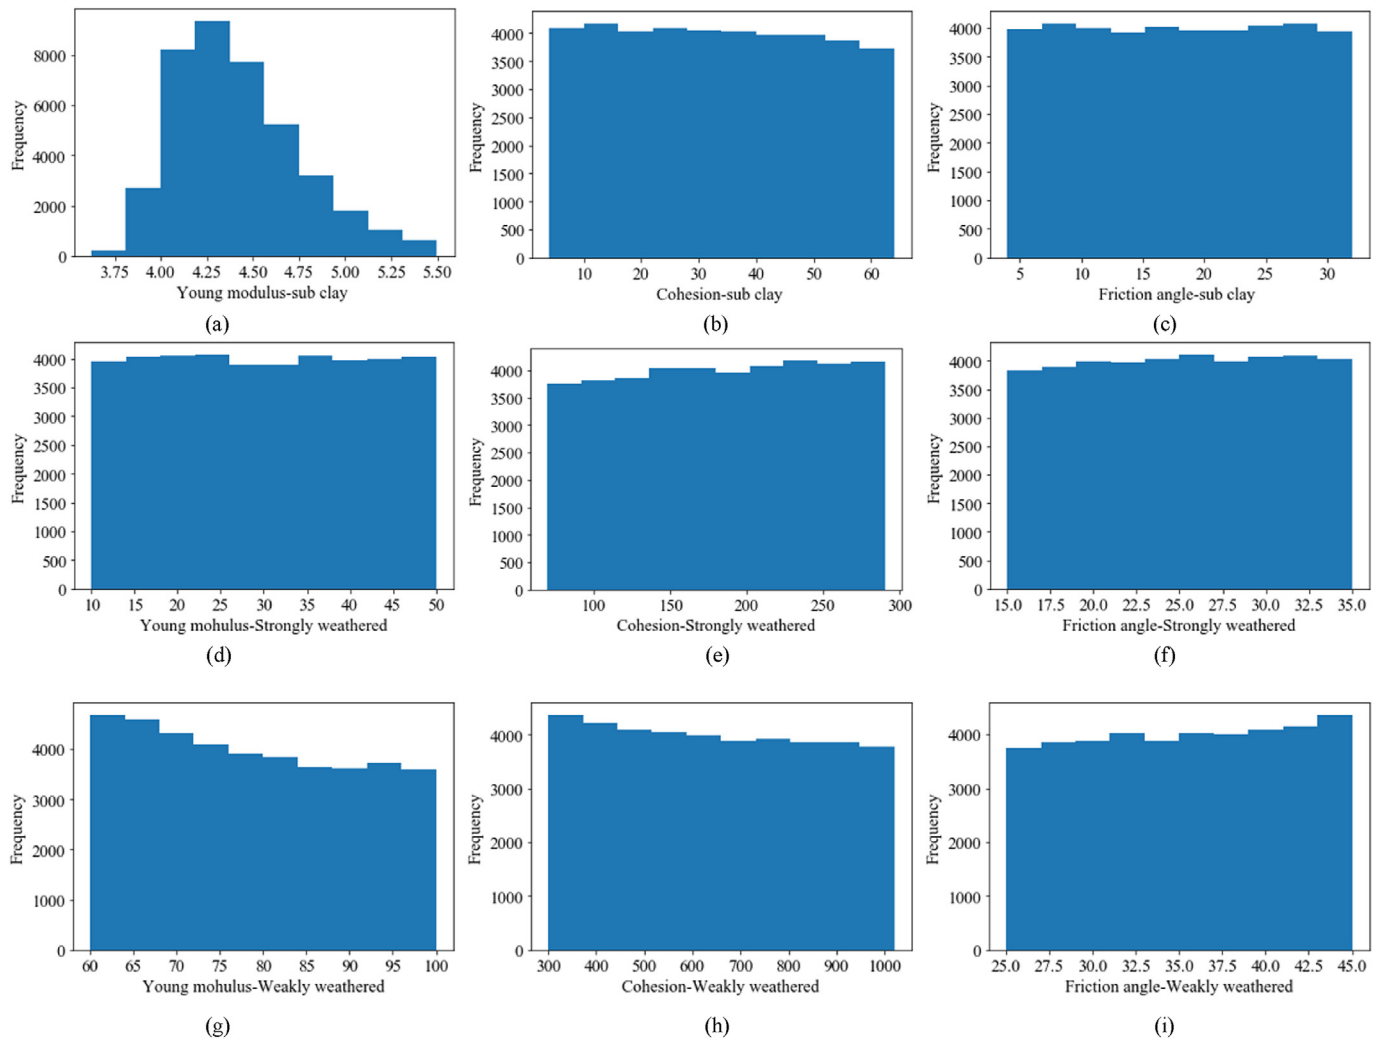 8000
6000
4000
2000
0
Frequency
3.75 4.00 4.25 4.50 4.75 5.00 5.25 5.50
Young modulus-sub clay
(a)
4000
3500
3000
2500
2000
1500
1000
500
0
Frequency
10 20 30 40 50 60
Cohesion-sub clay
(b)
4000
3500
3000
2500
2000
1500
1000
500
0
Frequency
5 10 15 20 25 30
Friction angle-sub clay
(c)
4000
3500
3000
2500
2000
1500
1000
500
0
Frequency
10 15 20 25 30 35 40 45 50
Young mohulus-Strongly weathered
(d)
4000
3500
3000
2500
2000
1500
1000
500
0
Frequency
100 150 200 250 300
Cohesion-Strongly weathered
(e)
4000
3500
3000
2500
2000
1500
1000
500
0
Frequency
15.0 17.5 20.0 22.5 25.0 27.5 30.0 32.5 35.0
Friction angle-Strongly weathered
(f)
4000
3000
2000
1000
0
Frequency
60 65 70 75 80 85 90 95 100
Young mohulus-Weakly weathered
(g)
4000
3000
2000
1000
0
Frequency
300 400 500 600 700 800 900 1000
Cohesion-Weakly weathered
(h)
4000
3000
2000
1000
0
Frequency
25.0 27.5 30.0 32.5 35.0 37.5 40.0 42.5 45.0
Friction angle-Weakly weathered
(i)